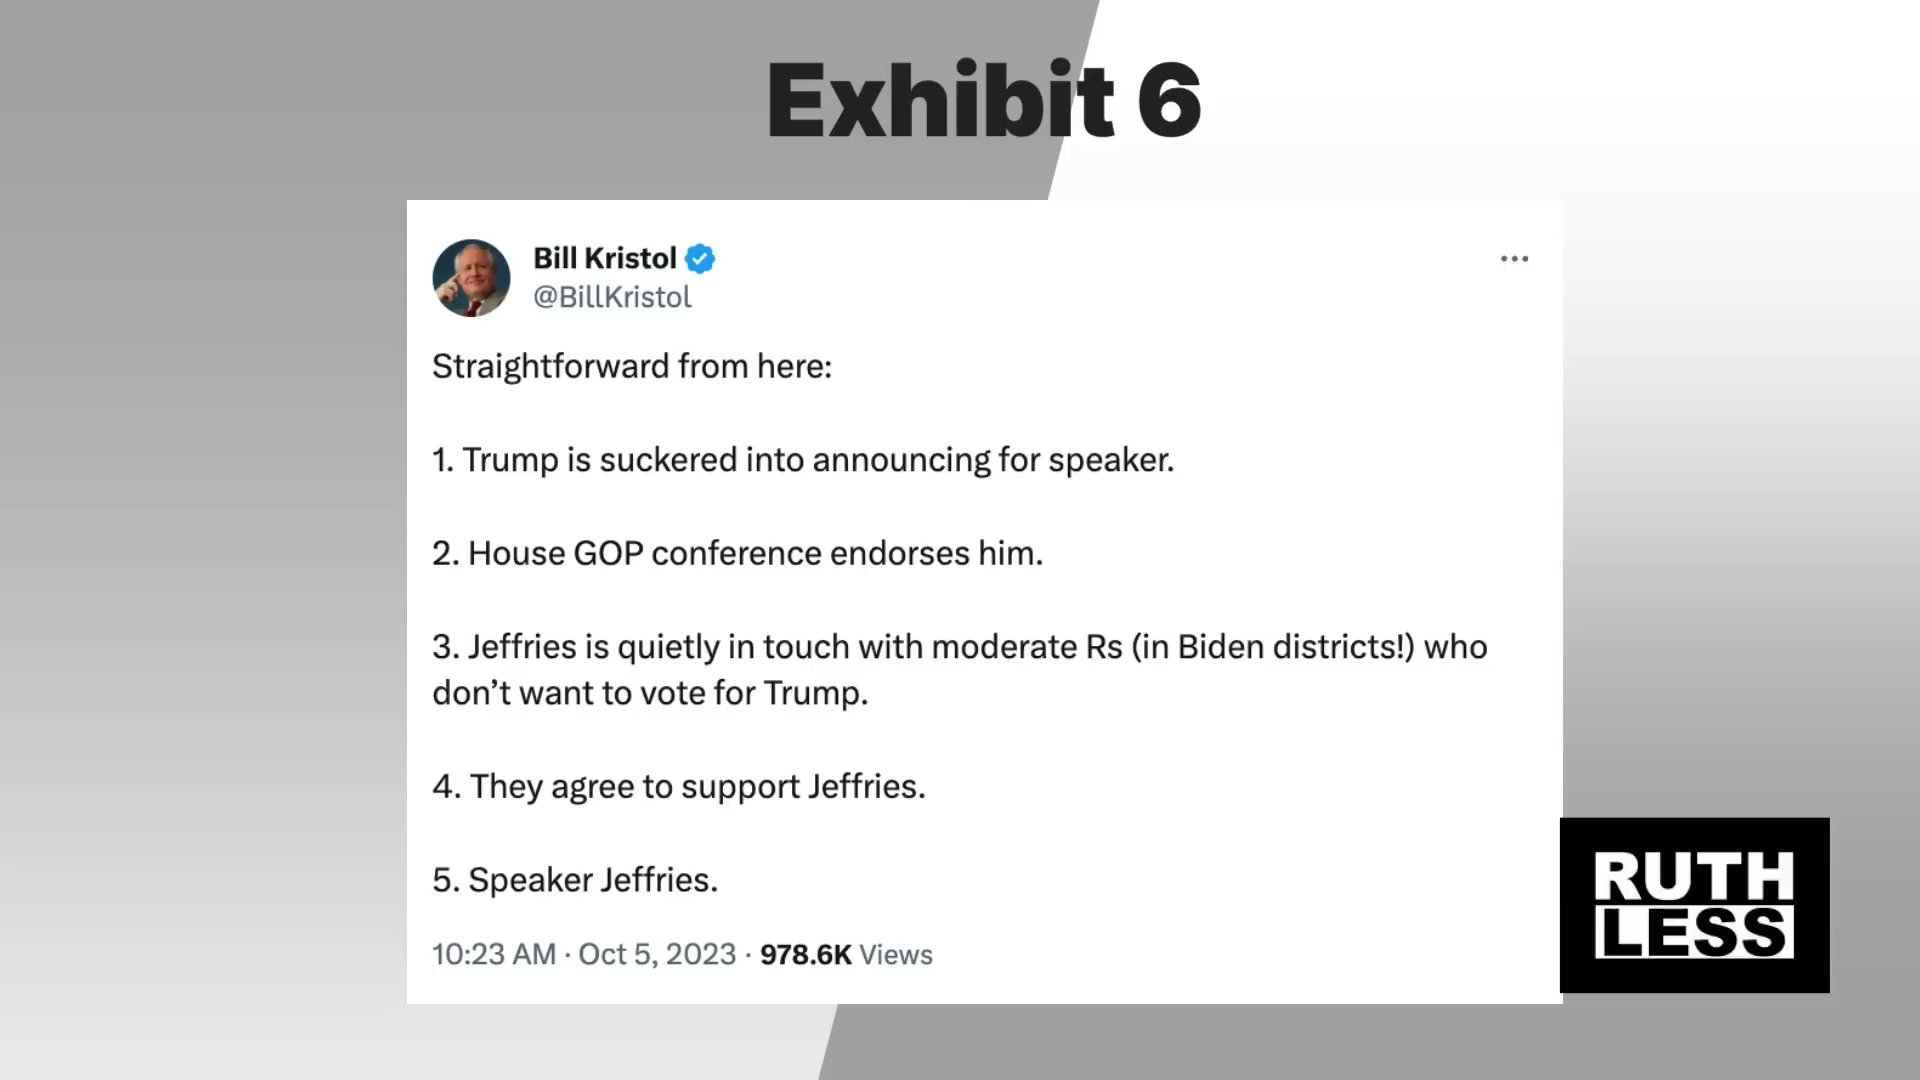 Exhibit 6
Bill Kristol
@BillKristol
Straightforward from here:
1. Trump is suckered into announcing for speaker.
2. House GOP conference endorses him.
3. Jeffries is quietly in touch with moderate Rs (in Biden districts!) who
don’t want to vote for Trump.
4. They agree to support Jeffries.
5. Speaker Jeffries.
10:23 AM · Oct 5, 2023 · 978.6K Views
RUTH
LESS